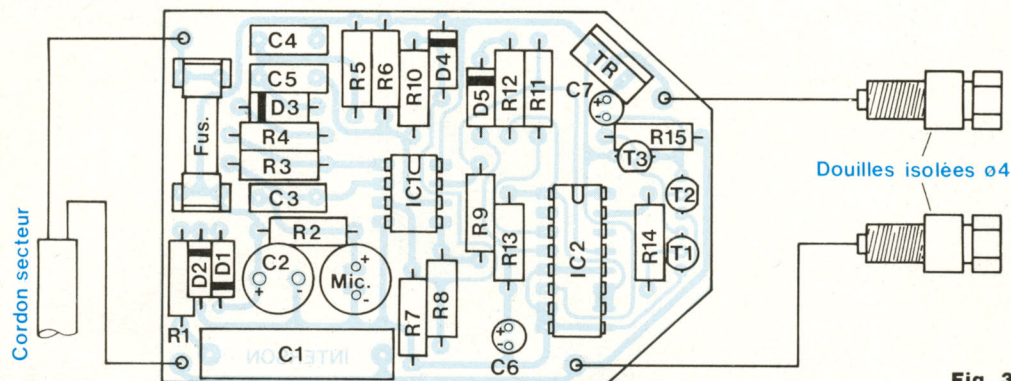 C4
C5
D3
R4
R3
C3
R2
Fus.
R5
R6
R10
D4
D5
R12
R11
TR
C7
+
-
R15
T3
T2
T1
R14
IC1
IC2
R9
R13
D2
D1
R1
C2
+
-
Mic.
+
-
R7
R8
C1
C6
+
-
Cordon secteur
Douilles isolées ø4
Fig. 3